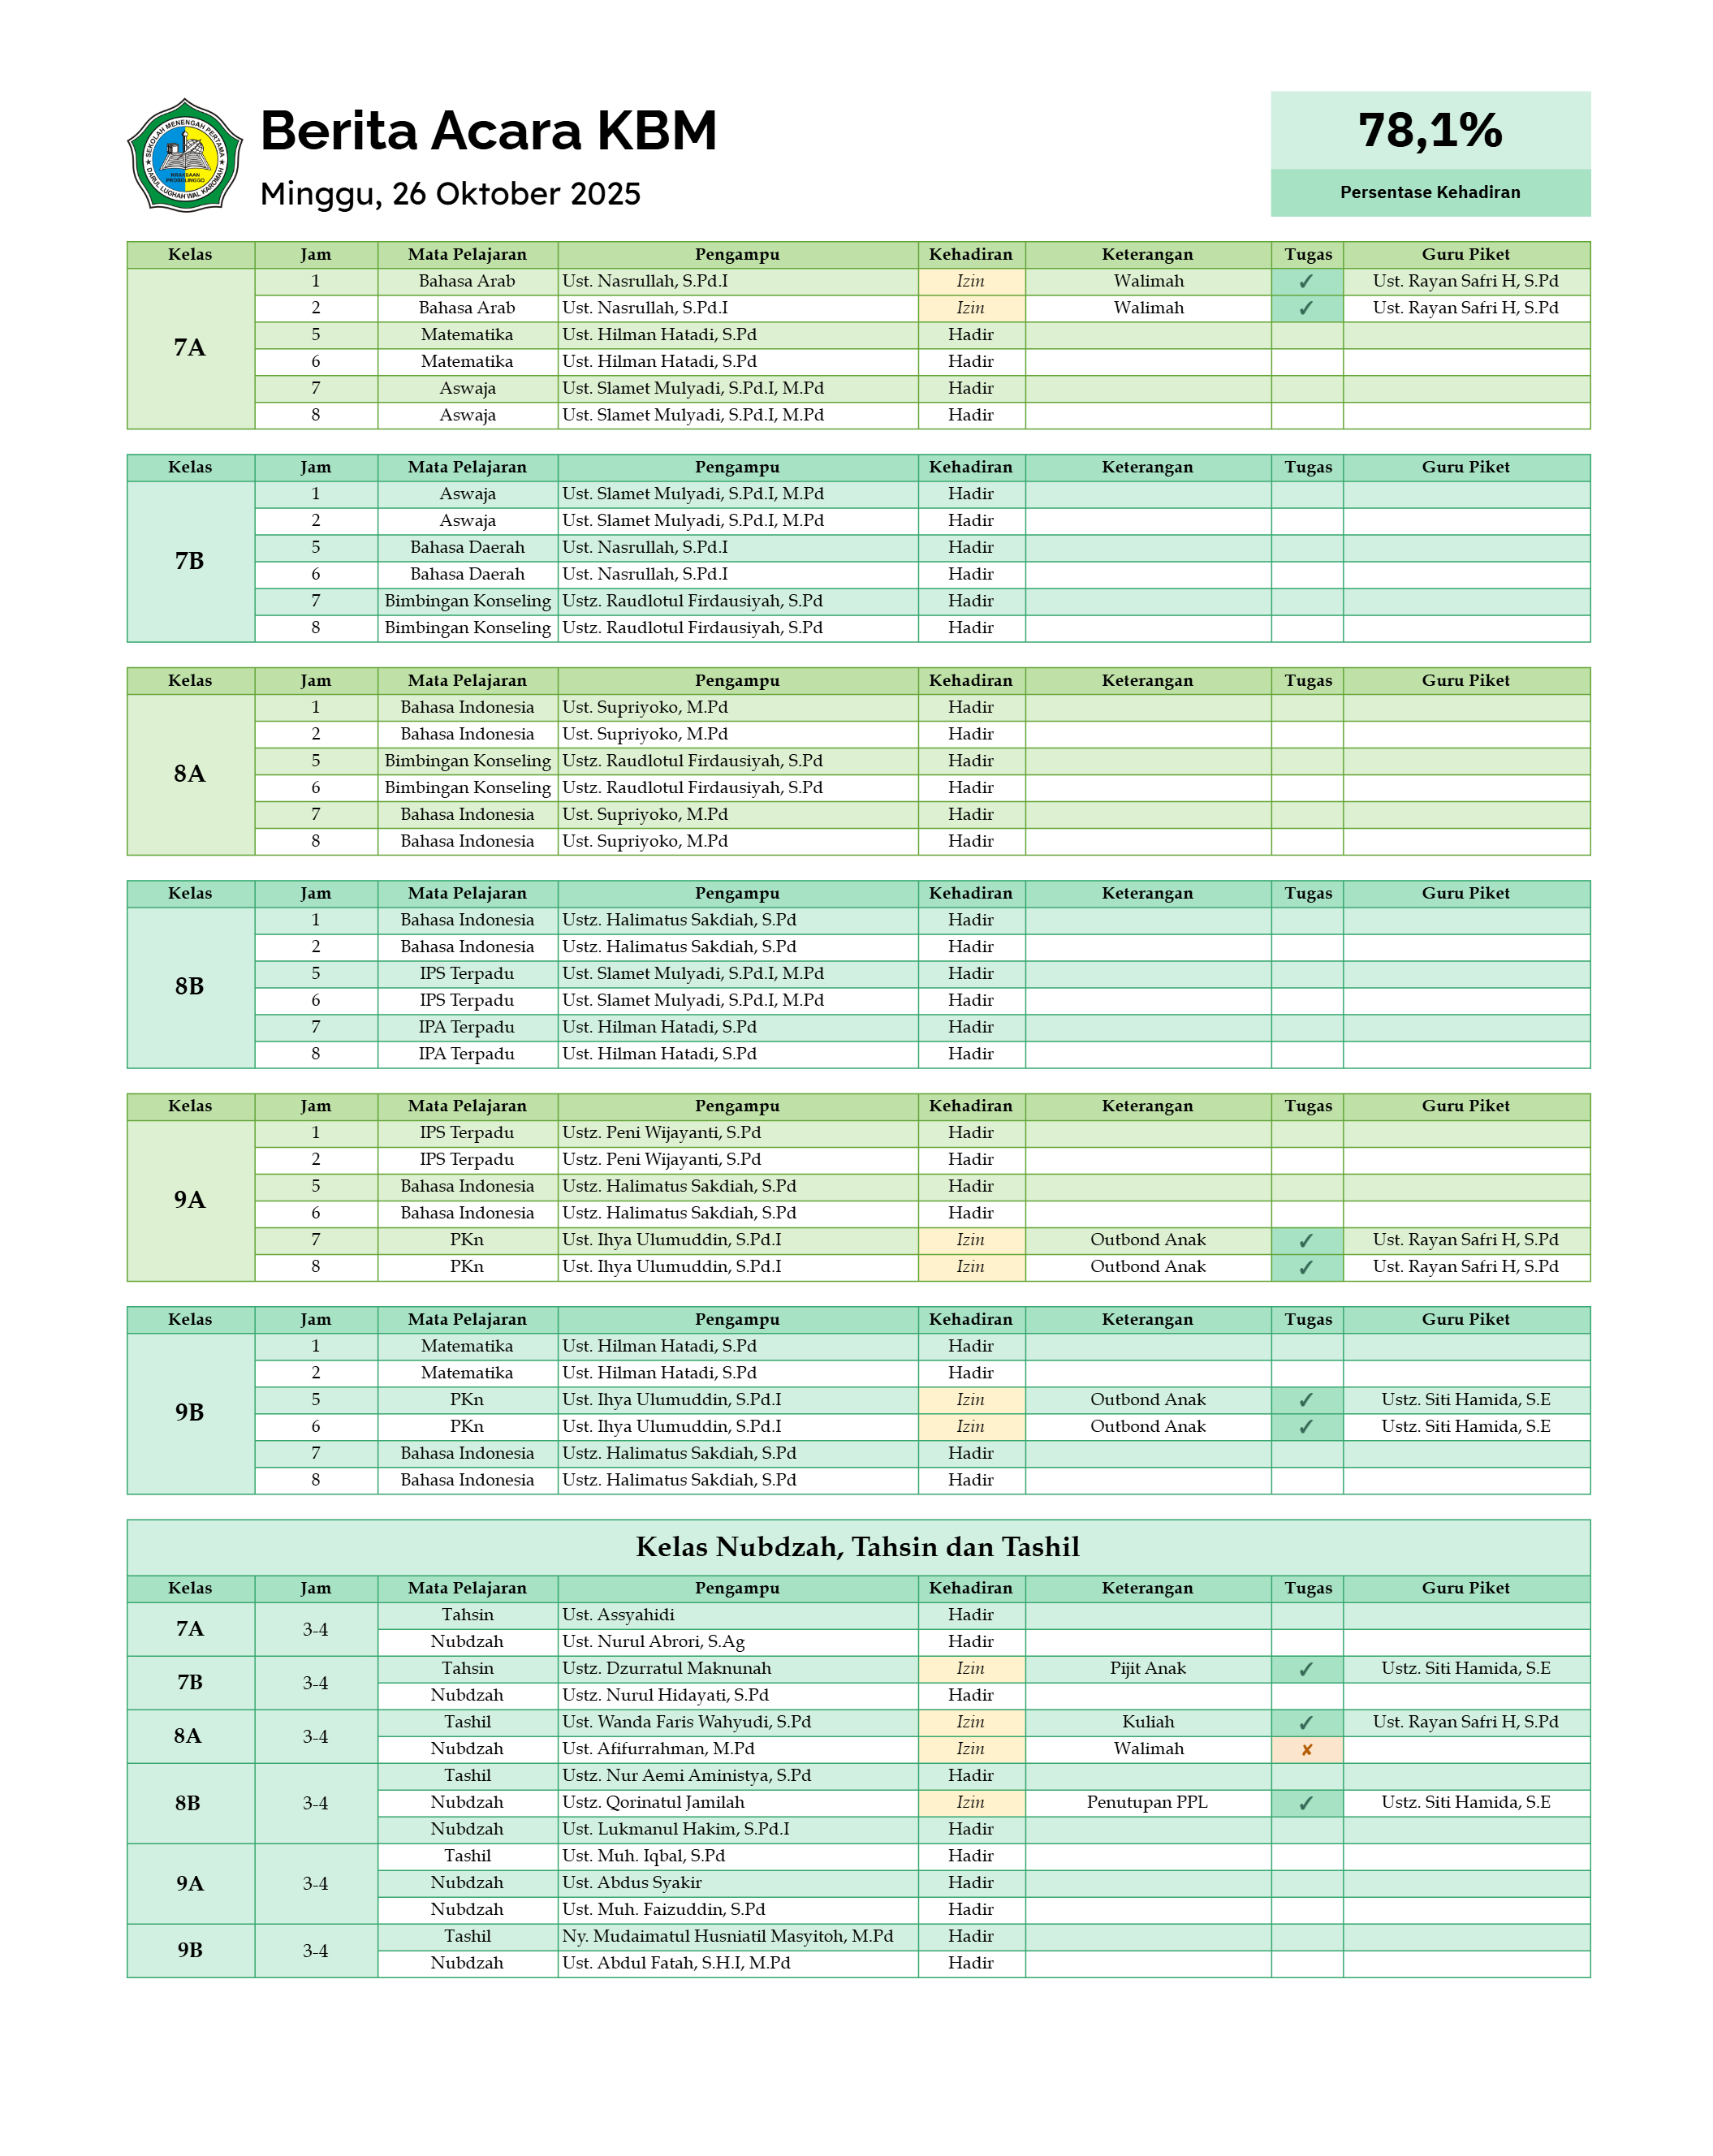 SEKOLAH MENENGAH PERTAMA
KRAKSAAN
PROBOLINGGO
DARUL LUGHAH WAL KAROMAH
Berita Acara KBM
Minggu, 26 Oktober 2025
78,1%
Persentase Kehadiran
Kelas Jam Mata Pelajaran Pengampu Kehadiran Keterangan Tugas Guru Piket
7A
1 Bahasa Arab Ust. Nasrullah, S.Pd.I Izin Walimah ✓ Ust. Rayan Safri H, S.Pd
2 Bahasa Arab Ust. Nasrullah, S.Pd.I Izin Walimah ✓ Ust. Rayan Safri H, S.Pd
5 Matematika Ust. Hilman Hatadi, S.Pd Hadir
6 Matematika Ust. Hilman Hatadi, S.Pd Hadir
7 Aswaja Ust. Slamet Mulyadi, S.Pd.I, M.Pd Hadir
8 Aswaja Ust. Slamet Mulyadi, S.Pd.I, M.Pd Hadir
Kelas Jam Mata Pelajaran Pengampu Kehadiran Keterangan Tugas Guru Piket
7B
1 Aswaja Ust. Slamet Mulyadi, S.Pd.I, M.Pd Hadir
2 Aswaja Ust. Slamet Mulyadi, S.Pd.I, M.Pd Hadir
5 Bahasa Daerah Ust. Nasrullah, S.Pd.I Hadir
6 Bahasa Daerah Ust. Nasrullah, S.Pd.I Hadir
7 Bimbingan Konseling Ustz. Raudlotul Firdausiyah, S.Pd Hadir
8 Bimbingan Konseling Ustz. Raudlotul Firdausiyah, S.Pd Hadir
Kelas Jam Mata Pelajaran Pengampu Kehadiran Keterangan Tugas Guru Piket
8A
1 Bahasa Indonesia Ust. Supriyoko, M.Pd Hadir
2 Bahasa Indonesia Ust. Supriyoko, M.Pd Hadir
5 Bimbingan Konseling Ustz. Raudlotul Firdausiyah, S.Pd Hadir
6 Bimbingan Konseling Ustz. Raudlotul Firdausiyah, S.Pd Hadir
7 Bahasa Indonesia Ust. Supriyoko, M.Pd Hadir
8 Bahasa Indonesia Ust. Supriyoko, M.Pd Hadir
Kelas Jam Mata Pelajaran Pengampu Kehadiran Keterangan Tugas Guru Piket
8B
1 Bahasa Indonesia Ustz. Halimatus Sakdiah, S.Pd Hadir
2 Bahasa Indonesia Ustz. Halimatus Sakdiah, S.Pd Hadir
5 IPS Terpadu Ust. Slamet Mulyadi, S.Pd.I, M.Pd Hadir
6 IPS Terpadu Ust. Slamet Mulyadi, S.Pd.I, M.Pd Hadir
7 IPA Terpadu Ust. Hilman Hatadi, S.Pd Hadir
8 IPA Terpadu Ust. Hilman Hatadi, S.Pd Hadir
Kelas Jam Mata Pelajaran Pengampu Kehadiran Keterangan Tugas Guru Piket
9A
1 IPS Terpadu Ustz. Peni Wijayanti, S.Pd Hadir
2 IPS Terpadu Ustz. Peni Wijayanti, S.Pd Hadir
5 Bahasa Indonesia Ustz. Halimatus Sakdiah, S.Pd Hadir
6 Bahasa Indonesia Ustz. Halimatus Sakdiah, S.Pd Hadir
7 PKn Ust. Ihya Ulumuddin, S.Pd.I Izin Outbond Anak ✓ Ust. Rayan Safri H, S.Pd
8 PKn Ust. Ihya Ulumuddin, S.Pd.I Izin Outbond Anak ✓ Ust. Rayan Safri H, S.Pd
Kelas Jam Mata Pelajaran Pengampu Kehadiran Keterangan Tugas Guru Piket
9B
1 Matematika Ust. Hilman Hatadi, S.Pd Hadir
2 Matematika Ust. Hilman Hatadi, S.Pd Hadir
5 PKn Ust. Ihya Ulumuddin, S.Pd.I Izin Outbond Anak ✓ Ustz. Siti Hamida, S.E
6 PKn Ust. Ihya Ulumuddin, S.Pd.I Izin Outbond Anak ✓ Ustz. Siti Hamida, S.E
7 Bahasa Indonesia Ustz. Halimatus Sakdiah, S.Pd Hadir
8 Bahasa Indonesia Ustz. Halimatus Sakdiah, S.Pd Hadir
Kelas Nubdzah, Tahsin dan Tashil
Kelas Jam Mata Pelajaran Pengampu Kehadiran Keterangan Tugas Guru Piket
7A 3-4
Tahsin Ust. Assyahidi Hadir
Nubdzah Ust. Nurul Abrori, S.Ag Hadir
7B 3-4
Tahsin Ustz. Dzurratul Maknunah Izin Pijit Anak ✓ Ustz. Siti Hamida, S.E
Nubdzah Ustz. Nurul Hidayati, S.Pd Hadir
8A 3-4
Tashil Ust. Wanda Faris Wahyudi, S.Pd Izin Kuliah ✓ Ust. Rayan Safri H, S.Pd
Nubdzah Ust. Afifurrahman, M.Pd Izin Walimah ✘
8B 3-4
Tashil Ustz. Nur Aemi Aministya, S.Pd Hadir
Nubdzah Ustz. Qorinatul Jamilah Izin Penutupan PPL ✓ Ustz. Siti Hamida, S.E
Nubdzah Ust. Lukmanul Hakim, S.Pd.I Hadir
9A 3-4
Tashil Ust. Muh. Iqbal, S.Pd Hadir
Nubdzah Ust. Abdus Syakir Hadir
Nubdzah Ust. Muh. Faizuddin, S.Pd Hadir
9B 3-4
Tashil Ny. Mudaimatul Husniatil Masyitoh, M.Pd Hadir
Nubdzah Ust. Abdul Fatah, S.H.I, M.Pd Hadir